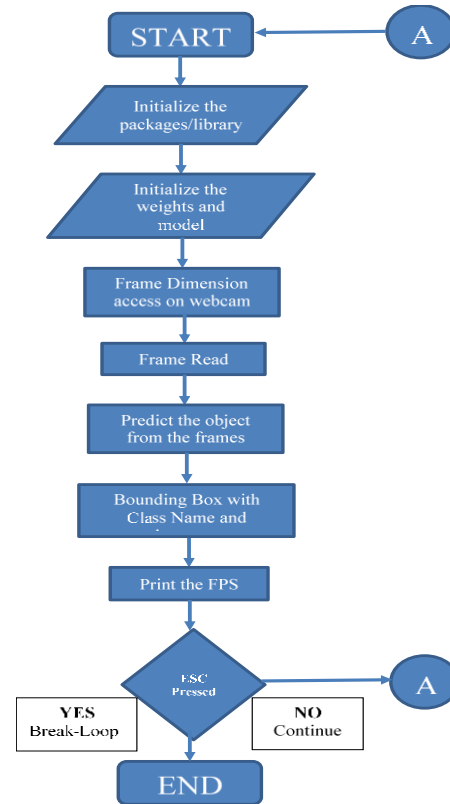 START
A
Initialize the
packages/library
Initialize the
weights and
model
Frame Dimension
access on webcam
Frame Read
Predict the object
from the frames
Bounding Box with
Class Name and
Print the FPS
ESC
Pressed
A
YES
Break-Loop
NO
Continue
END